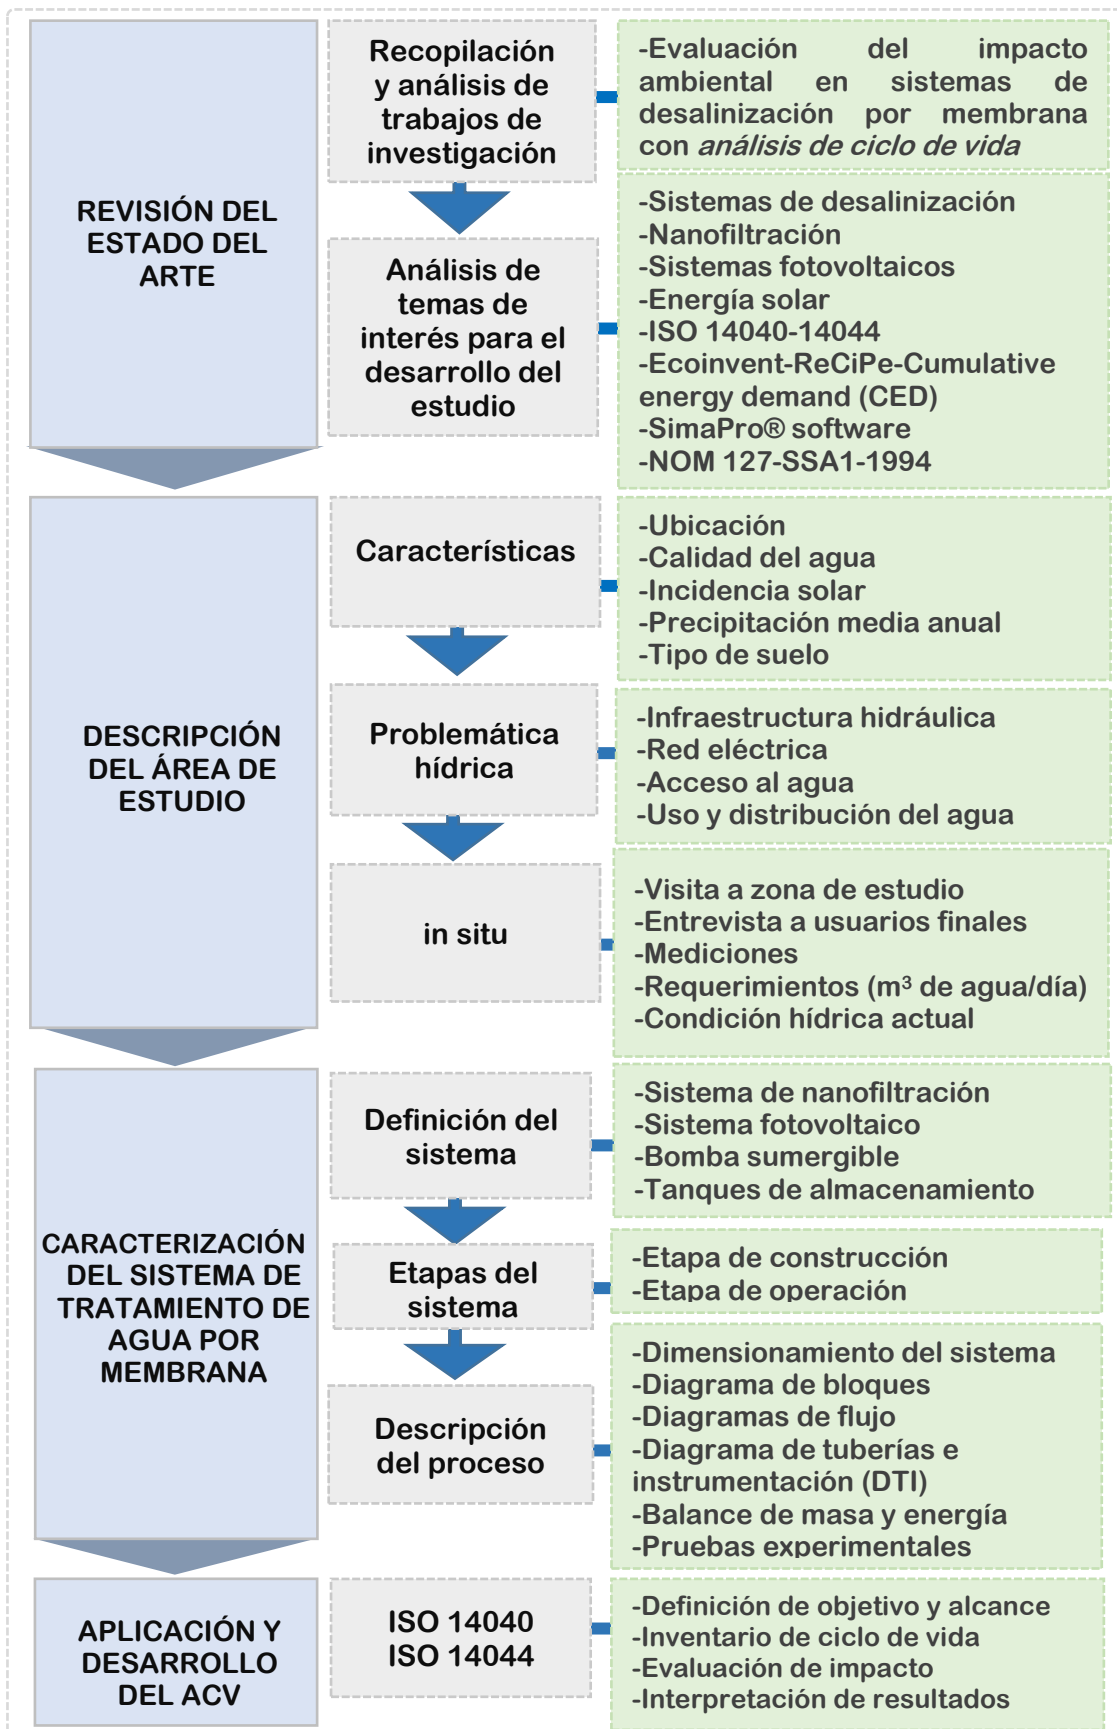 REVISIÓN DEL
ESTADO DEL
ARTE
Recopilación
y análisis de
trabajos de
investigación
-Evaluación del impacto
ambiental en sistemas de
desalinización por membrana
con análisis de ciclo de vida
Análisis de
temas de
interés para el
desarrollo del
estudio
-Sistemas de desalinización
-Nanofiltración
-Sistemas fotovoltaicos
-Energía solar
-ISO 14040-14044
-Ecoinvent-ReCiPe-Cumulative
energy demand (CED)
-SimaPro® software
-NOM 127-SSA1-1994
DESCRIPCIÓN
DEL ÁREA DE
ESTUDIO
Características
-Ubicación
-Calidad del agua
-Incidencia solar
-Precipitación media anual
-Tipo de suelo
Problemática
hídrica
-Infraestructura hidráulica
-Red eléctrica
-Acceso al agua
-Uso y distribución del agua
in situ
-Visita a zona de estudio
-Entrevista a usuarios finales
-Mediciones
-Requerimientos (m³ de agua/día)
-Condición hídrica actual
CARACTERIZACIÓN
DEL SISTEMA DE
TRATAMIENTO DE
AGUA POR
MEMBRANA
Definición del
sistema
-Sistema de nanofiltración
-Sistema fotovoltaico
-Bomba sumergible
-Tanques de almacenamiento
Etapas del
sistema
-Etapa de construcción
-Etapa de operación
Descripción
del proceso
-Dimensionamiento del sistema
-Diagrama de bloques
-Diagramas de flujo
-Diagrama de tuberías e
instrumentación (DTI)
-Balance de masa y energía
-Pruebas experimentales
APLICACIÓN Y
DESARROLLO
DEL ACV
ISO 14040
ISO 14044
-Definición de objetivo y alcance
-Inventario de ciclo de vida
-Evaluación de impacto
-Interpretación de resultados